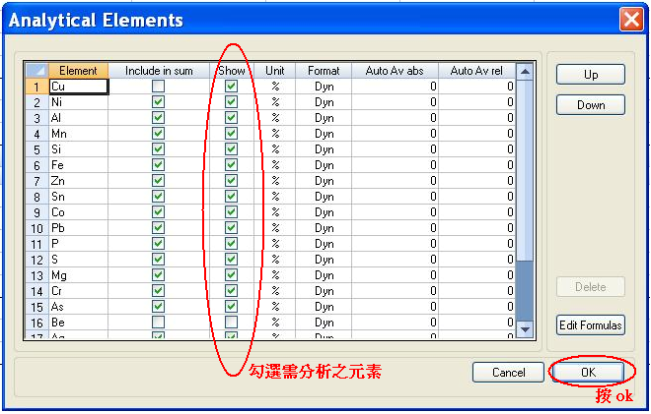 Analytical Elements
Element Include in sum Show Unit Format Auto Av abs Auto Av rel
1 Cu % Dyn 0 0
2 Ni % Dyn 0 0
3 Al % Dyn 0 0
4 Mn % Dyn 0 0
5 Si % Dyn 0 0
6 Fe % Dyn 0 0
7 Zn % Dyn 0 0
8 Sn % Dyn 0 0
9 Co % Dyn 0 0
10 Pb % Dyn 0 0
11 P % Dyn 0 0
12 S % Dyn 0 0
13 Mg % Dyn 0 0
14 Cr % Dyn 0 0
15 As % Dyn 0 0
16 Be % Dyn 0 0
17 Ag % Dyn 0 0
Up
Down
Delete
Edit Formulas
勾選需分析之元素
Cancel
OK
按 ok